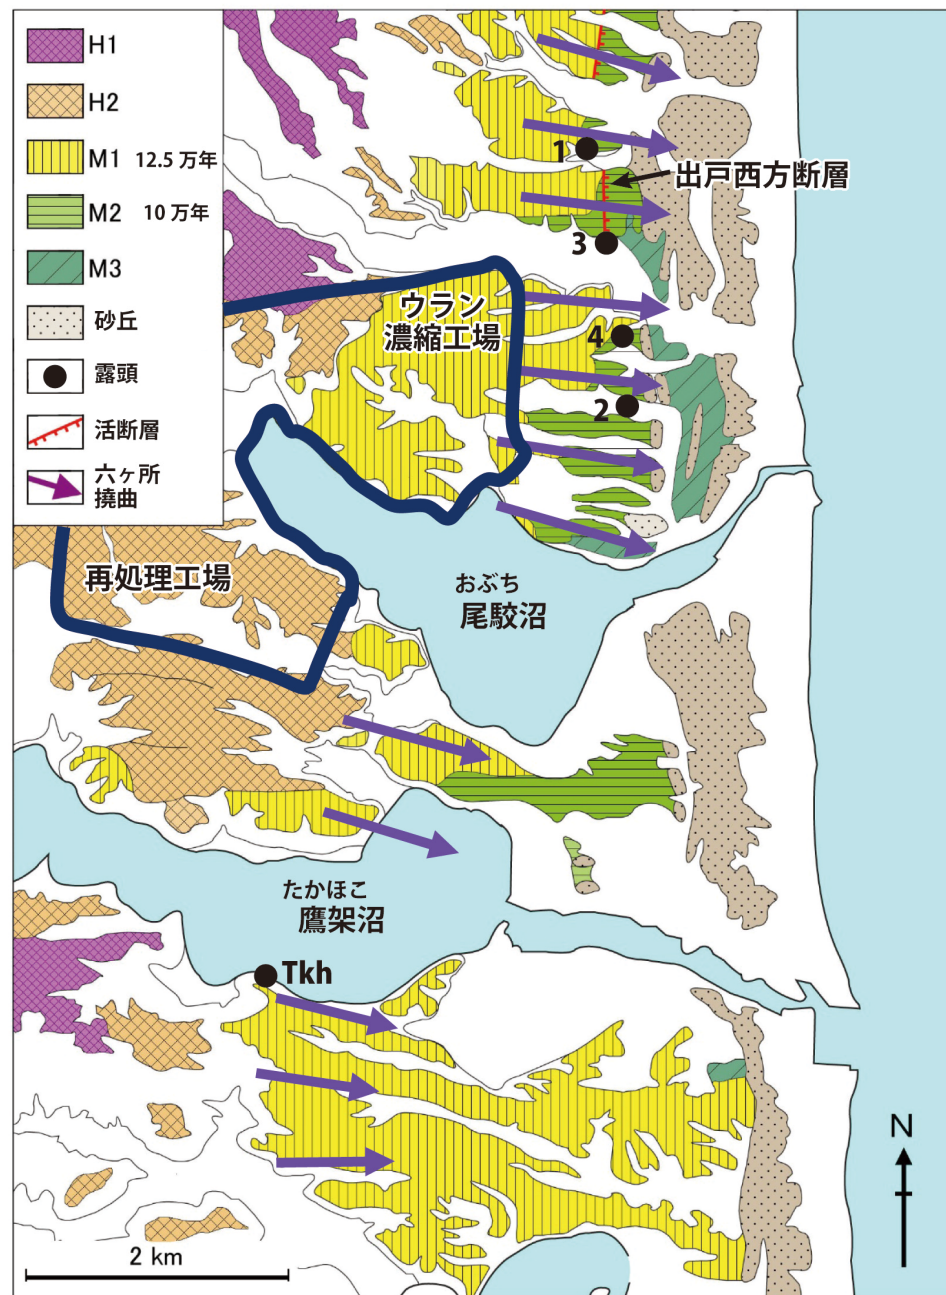 H1
H2
M1 12.5 万年
M2 10 万年
M3
砂丘
露頭
活断層
六ヶ所
撓曲
1
出戸西方断層
3
ウラン
濃縮工場
4
2
再処理工場
おぶち
尾駮沼
たかほこ
鷹架沼
Tkh
N
2 km